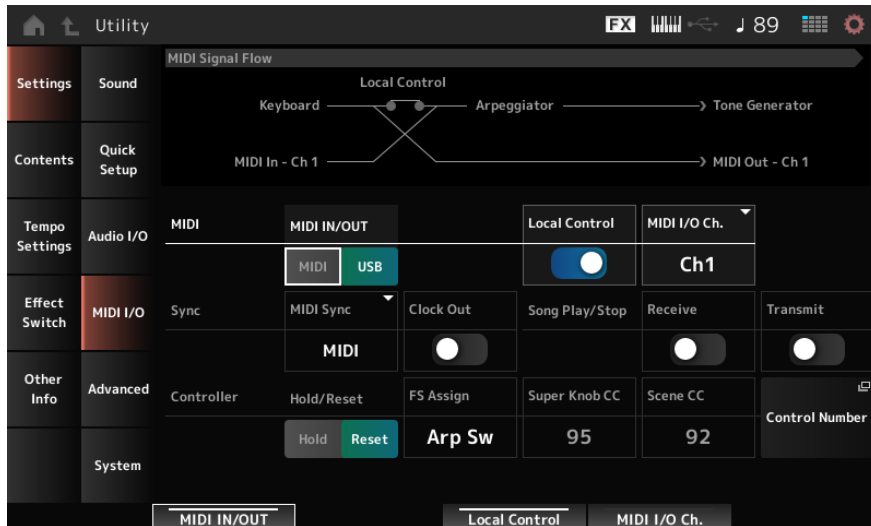 Utility
FX
89
Settings
Contents
Tempo
Settings
Effect
Switch
Other
Info
Sound
Quick
Setup
Audio I/O
MIDI I/O
Advanced
System
MIDI Signal Flow
Local Control
Keyboard
Arpeggiator
Tone Generator
MIDI In - Ch 1
MIDI Out - Ch 1
MIDI
MIDI IN/OUT
Local Control
MIDI I/O Ch.
MIDI
USB
Ch1
Sync
MIDI Sync
Clock Out
Song Play/Stop
Receive
Transmit
MIDI
Controller
Hold/Reset
FS Assign
Super Knob CC
Scene CC
Control Number
Hold
Reset
Arp Sw
95
92
MIDI IN/OUT
Local Control
MIDI I/O Ch.